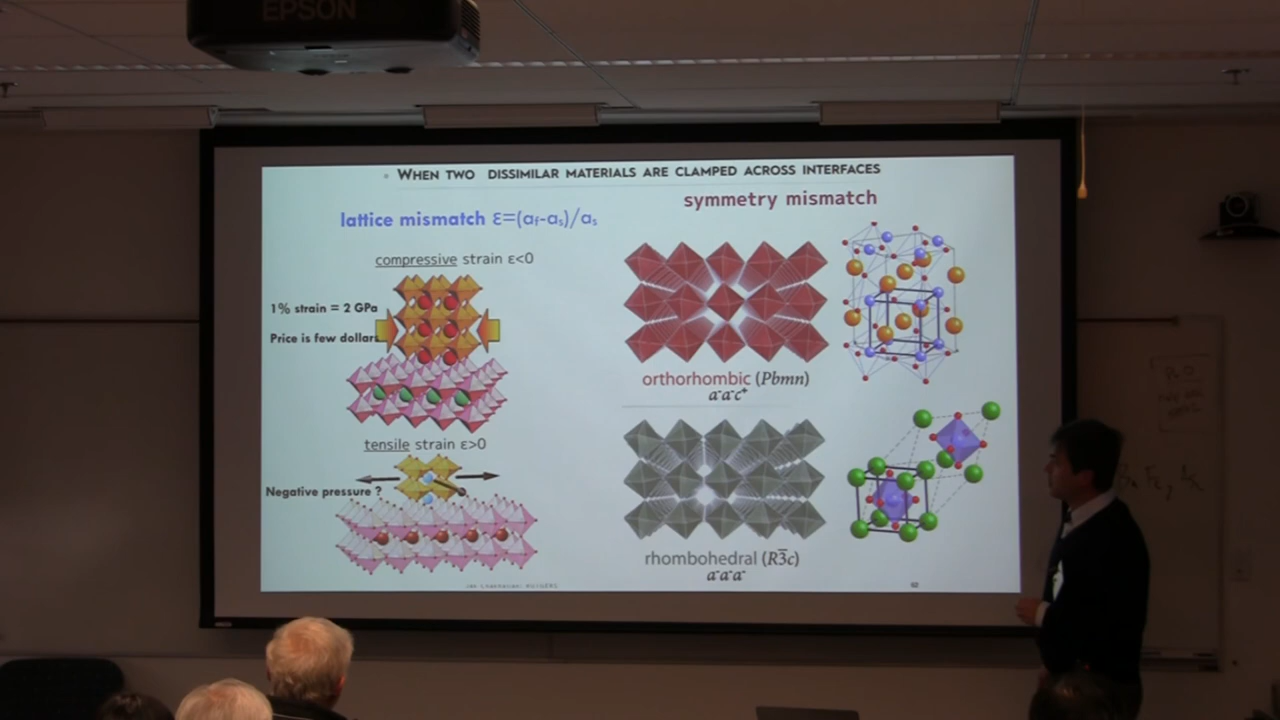 EPSON
WHEN TWO DISSIMILAR MATERIALS ARE CLAMPED ACROSS INTERFACES
symmetry mismatch
lattice mismatch ε=(af-as)/as
compressive strain ε<0
1% strain = 2 GPa
Price is few dollars
orthorhombic (Pbmn)
a-a-c+
tensile strain ε>0
Negative pressure ?
rhombohedral (R3̅c)
a-a-a-
62